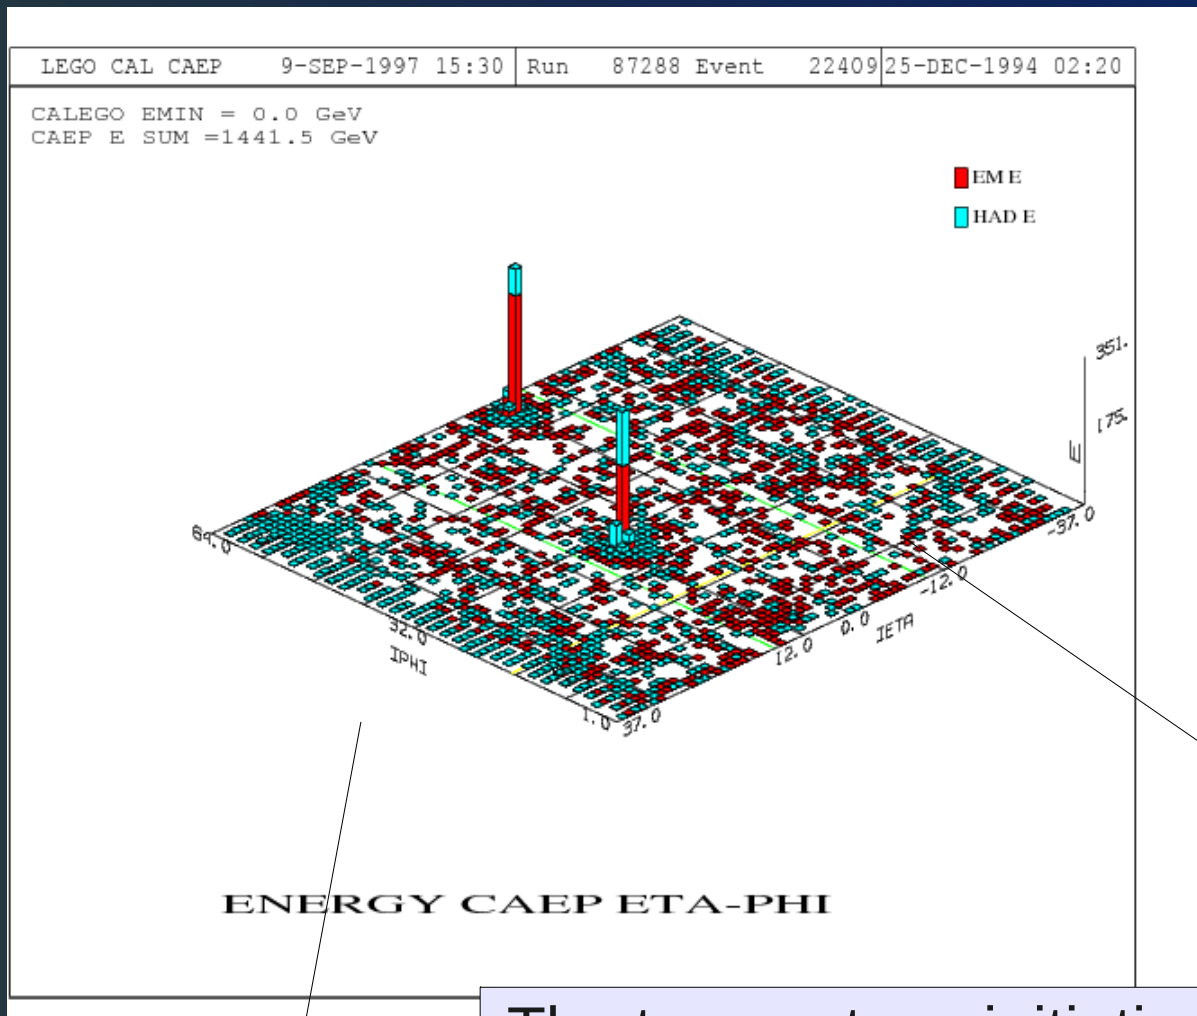 LEGO CAL CAEP 9-SEP-1997 15:30 Run 87288 Event 22409 25-DEC-1994 02:20
CALEGO EMIN = 0.0 GeV
CAEP E SUM =1441.5 GeV
EM E
HAD E
351.
175.
E
-37.0
64.0
-12.0
0.0
IETA
32.0
12.0
IPHI
1.0
37.0
ENERGY CAEP ETA-PHI